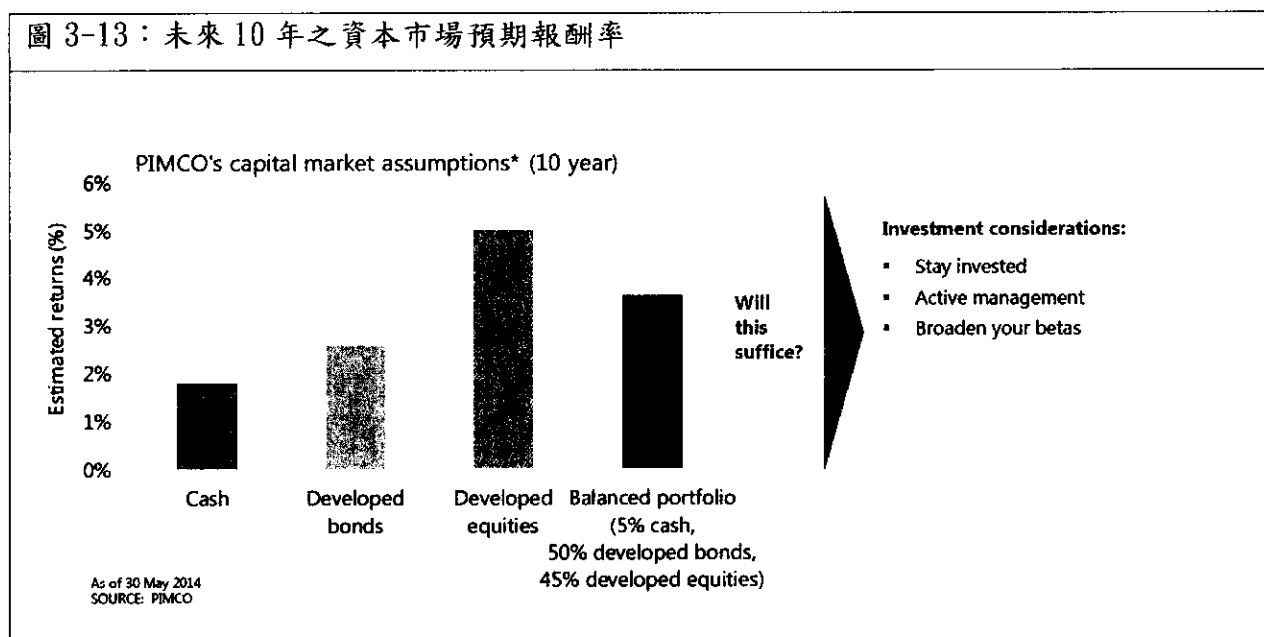 圖 3-13：未來 10 年之資本市場預期報酬率
PIMCO's capital market assumptions* (10 year)
Estimated returns (%)
6%
5%
4%
3%
2%
1%
0%
Cash
Developed
bonds
Developed
equities
Balanced portfolio
(5% cash,
50% developed bonds,
45% developed equities)
Will
this
suffice?
Investment considerations:
▪ Stay invested
▪ Active management
▪ Broaden your betas
As of 30 May 2014
SOURCE: PIMCO